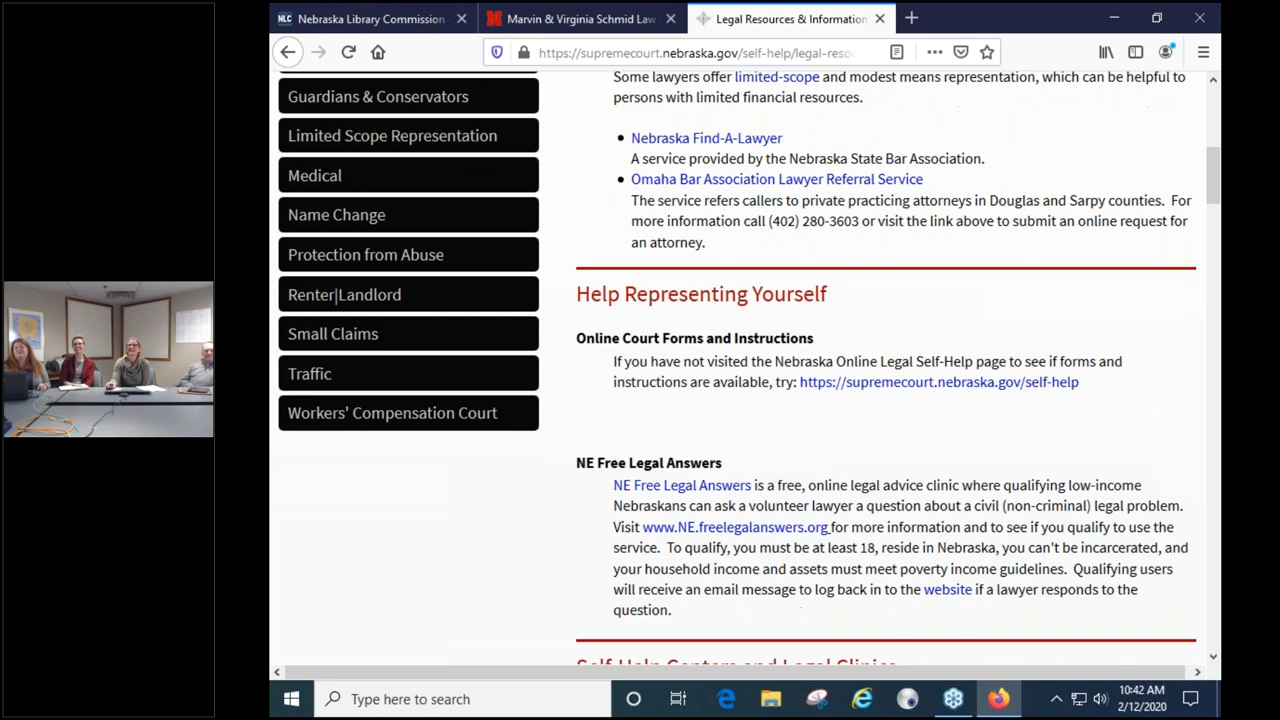 Nebraska Library Commission
Marvin & Virginia Schmid Law
Legal Resources & Information
https://supremecourt.nebraska.gov/self-help/legal-reso
Guardians & Conservators
Limited Scope Representation
Medical
Name Change
Protection from Abuse
Renter|Landlord
Small Claims
Traffic
Workers' Compensation Court
Some lawyers offer limited-scope and modest means representation, which can be helpful to
persons with limited financial resources.
Nebraska Find-A-Lawyer
A service provided by the Nebraska State Bar Association.
Omaha Bar Association Lawyer Referral Service
The service refers callers to private practicing attorneys in Douglas and Sarpy counties. For
more information call (402) 280-3603 or visit the link above to submit an online request for
an attorney.
Help Representing Yourself
Online Court Forms and Instructions
If you have not visited the Nebraska Online Legal Self-Help page to see if forms and
instructions are available, try: https://supremecourt.nebraska.gov/self-help
NE Free Legal Answers
NE Free Legal Answers is a free, online legal advice clinic where qualifying low-income
Nebraskans can ask a volunteer lawyer a question about a civil (non-criminal) legal problem.
Visit www.NE.freelegalanswers.org for more information and to see if you qualify to use the
service. To qualify, you must be at least 18, reside in Nebraska, you can't be incarcerated, and
your household income and assets must meet poverty income guidelines. Qualifying users
will receive an email message to log back in to the website if a lawyer responds to the
question.
Self-Help Centers and Legal Clinics
Type here to search
10:42 AM
2/12/2020